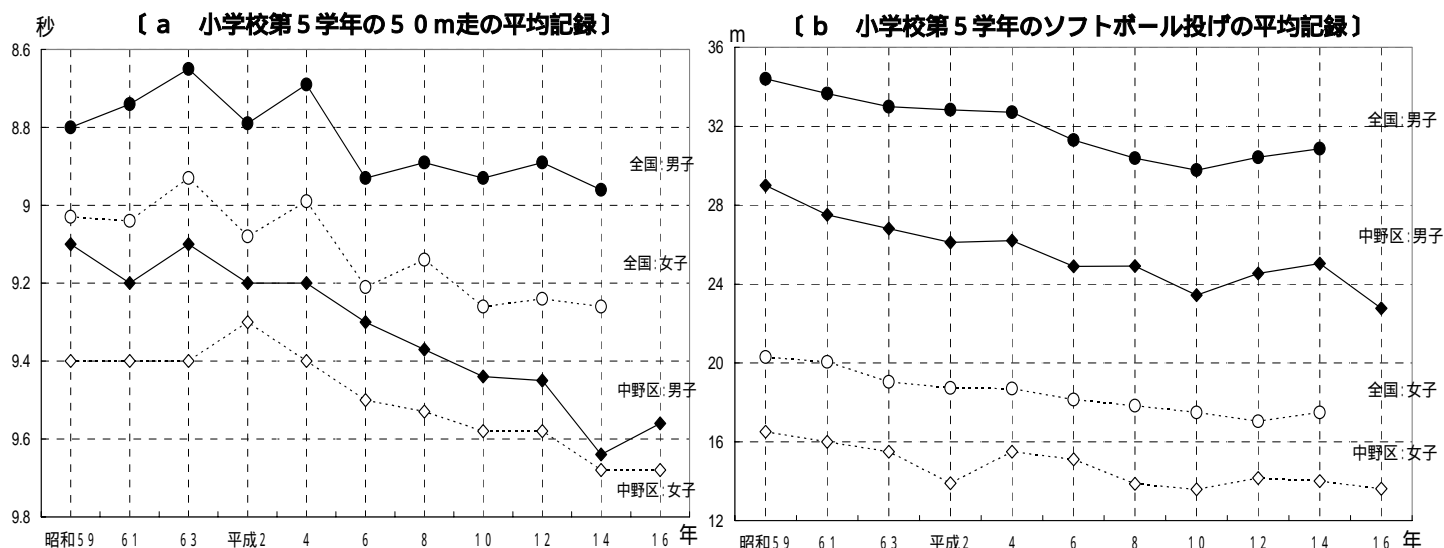 〔 a 小学校第5学年の50m走の平均記録〕
秒
8.6
8.8
9
9.2
9.4
9.6
9.8
全国:男子
全国:女子
中野区:男子
中野区:女子
昭和59 61 63 平成2 4 6 8 10 12 14 16 年
〔 b 小学校第5学年のソフトボール投げの平均記録〕
m
36
32
28
24
20
16
12
全国:男子
中野区:男子
全国:女子
中野区:女子
昭和59 61 63 平成2 4 6 8 10 12 14 16 年